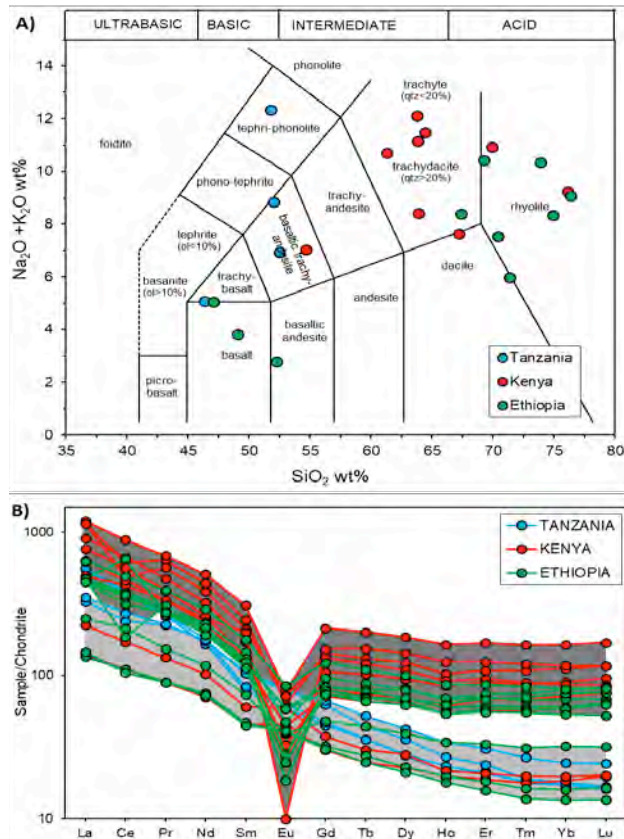 A)
ULTRABASIC BASIC INTERMEDIATE ACID
Na₂O +K₂O wt%
14
12
10
8
6
4
2
0
phonolite
trachyte
(qtz<20%)
foidite
tephri-phonolite
trachydacite
(qtz>20%)
phono-tephrite
trachy-
andesite
rhyolite
tephrite
(ol<10%)
basaltic trachy-
andesite
dacite
basanite
(ol>10%)
trachy-
basalt
andesite
basaltic
andesite
basalt
picro-
basalt
Tanzania
Kenya
Ethiopia
35 40 45 50 55 60 65 70 75 80
SiO₂ wt%
B)
Sample/Chondrite
1000
100
10
TANZANIA
KENYA
ETHIOPIA
La Ce Pr Nd Sm Eu Gd Tb Dy Ho Er Tm Yb Lu